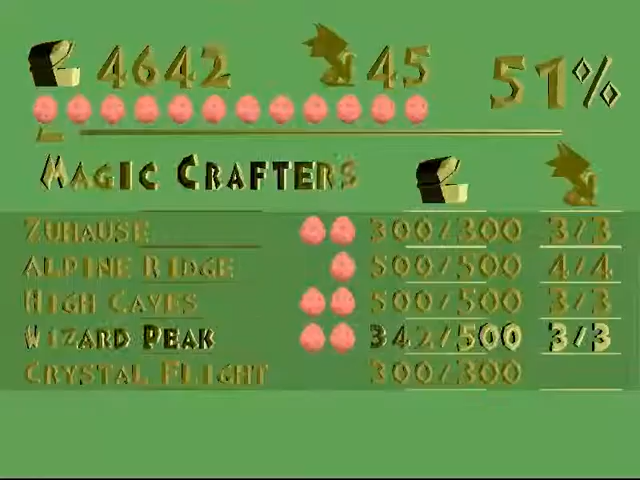 4642 45 51%
MAGIC CRAFTERS
ZUHAUSE 300/300 3/3
ALPINE RIDGE 500/500 4/4
HIGH CAVES 500/500 3/3
WIZARD PEAK 342/500 3/3
CRYSTAL FLIGHT 300/300